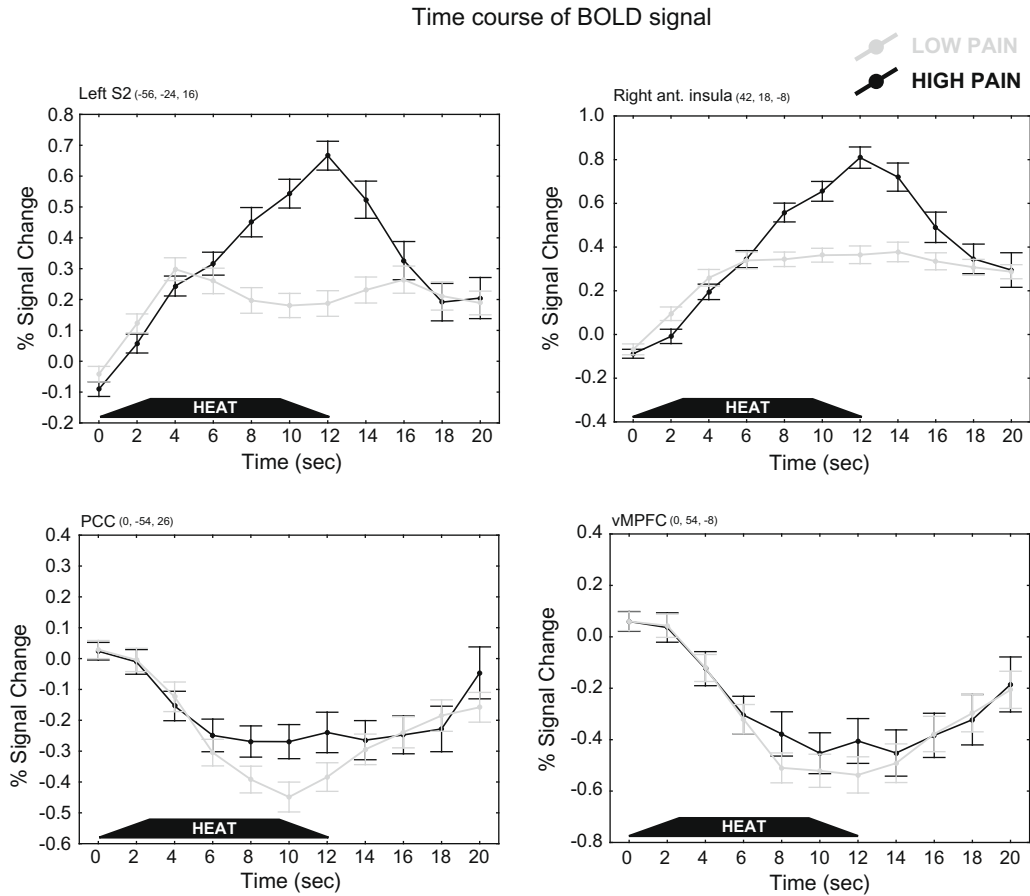 Time course of BOLD signal
LOW PAIN
HIGH PAIN
Left S2 (-56, -24, 16)
% Signal Change
0.8
0.7
0.6
0.5
0.4
0.3
0.2
0.1
0.0
-0.1
-0.2
HEAT
0 2 4 6 8 10 12 14 16 18 20
Time (sec)
Right ant. insula (42, 18, -8)
% Signal Change
1.0
0.8
0.6
0.4
0.2
0.0
-0.2
-0.4
HEAT
0 2 4 6 8 10 12 14 16 18 20
Time (sec)
PCC (0, -54, 26)
% Signal Change
0.4
0.3
0.2
0.1
0.0
-0.1
-0.2
-0.3
-0.4
-0.5
-0.6
HEAT
0 2 4 6 8 10 12 14 16 18 20
Time (sec)
vMPFC (0, 54, -8)
% Signal Change
0.4
0.2
0.0
-0.2
-0.4
-0.6
-0.8
HEAT
0 2 4 6 8 10 12 14 16 18 20
Time (sec)